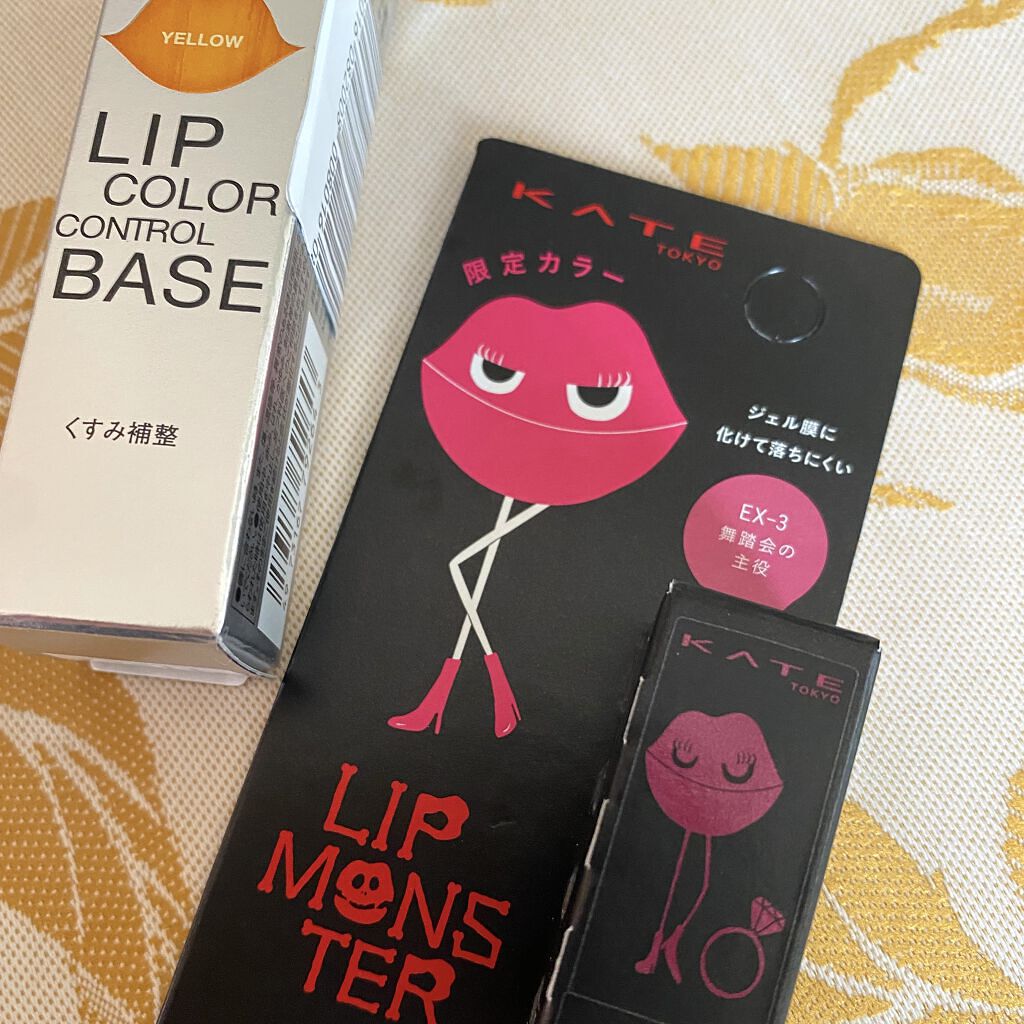 YELLOW
LIP
COLOR
CONTROL
BASE
くすみ補整
KATE
TOKYO
限定カラー
ジェル膜に
化けて落ちにくい
EX-3
舞踏会の
主役
LIP
MONS
TER
KATE
TOKYO